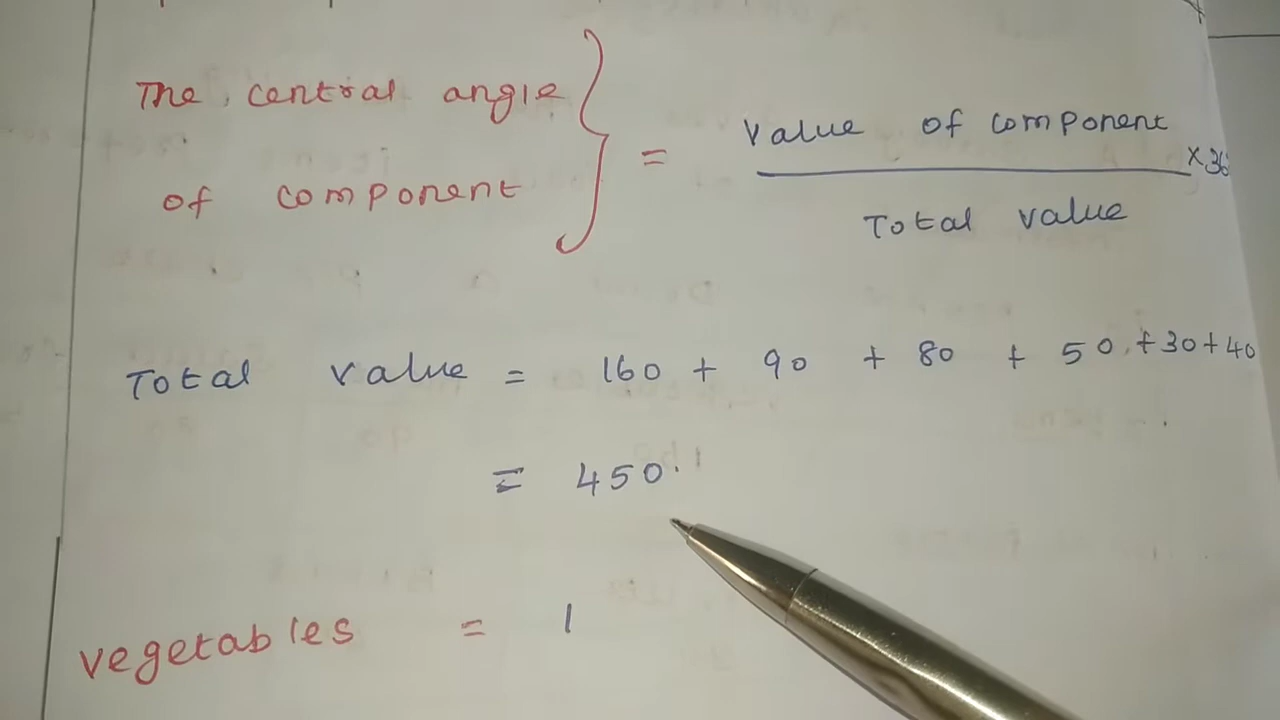 The central angle
of component } = value of component × 36
Total value
Total value = 160 + 90 + 80 + 50 + 30 + 40
= 450.
vegetables = 1